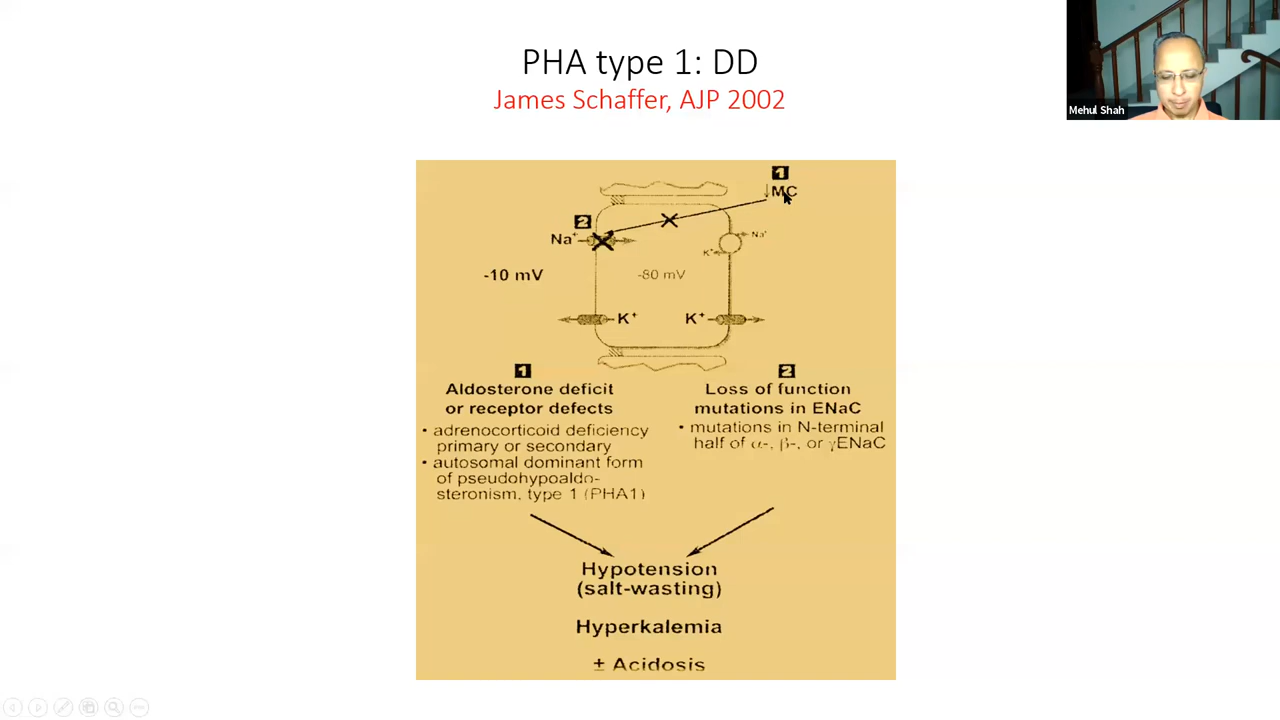 PHA type 1: DD
James Schaffer, AJP 2002
Mehul Shah
1
↓MC
2
Na⁺
Na⁺
K⁺
-10 mV
-80 mV
K⁺
K⁺
1
Aldosterone deficit
or receptor defects
• adrenocorticoid deficiency
primary or secondary
• autosomal dominant form
of pseudohypoaldo-
steronism, type 1 (PHA1)
2
Loss of function
mutations in ENaC
• mutations in N-terminal
half of α-, β-, or γENaC
Hypotension
(salt-wasting)
Hyperkalemia
± Acidosis